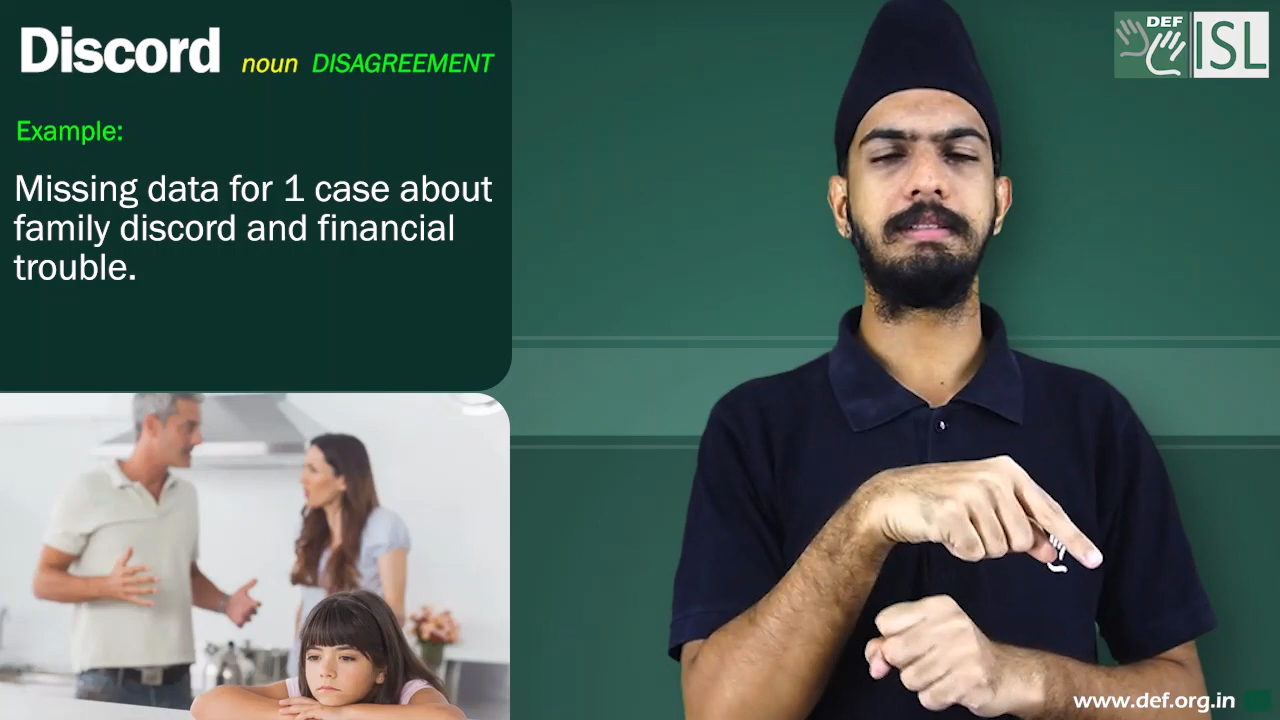 Discord noun DISAGREEMENT
Example:
Missing data for 1 case about
family discord and financial
trouble.
DEF
ISL
www.def.org.in